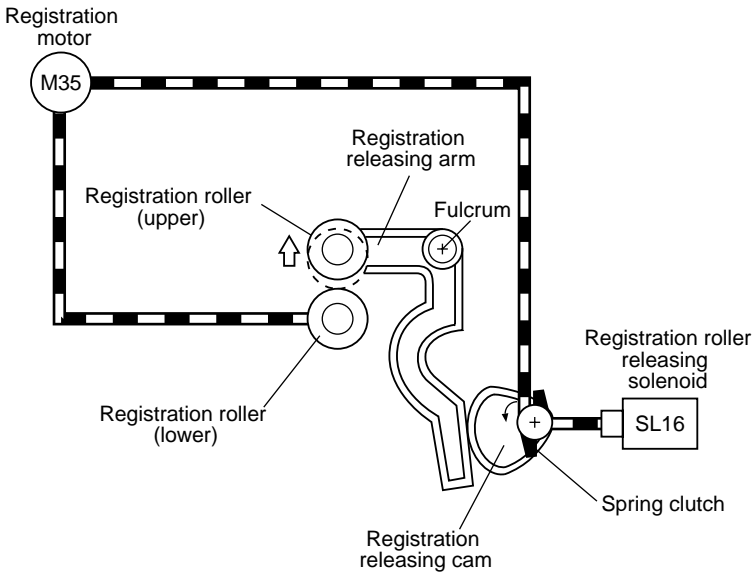 Registration
motor
M35
Registration
releasing arm
Registration roller
(upper)
Fulcrum
Registration roller
releasing
solenoid
Registration roller
(lower)
SL16
Spring clutch
Registration
releasing cam